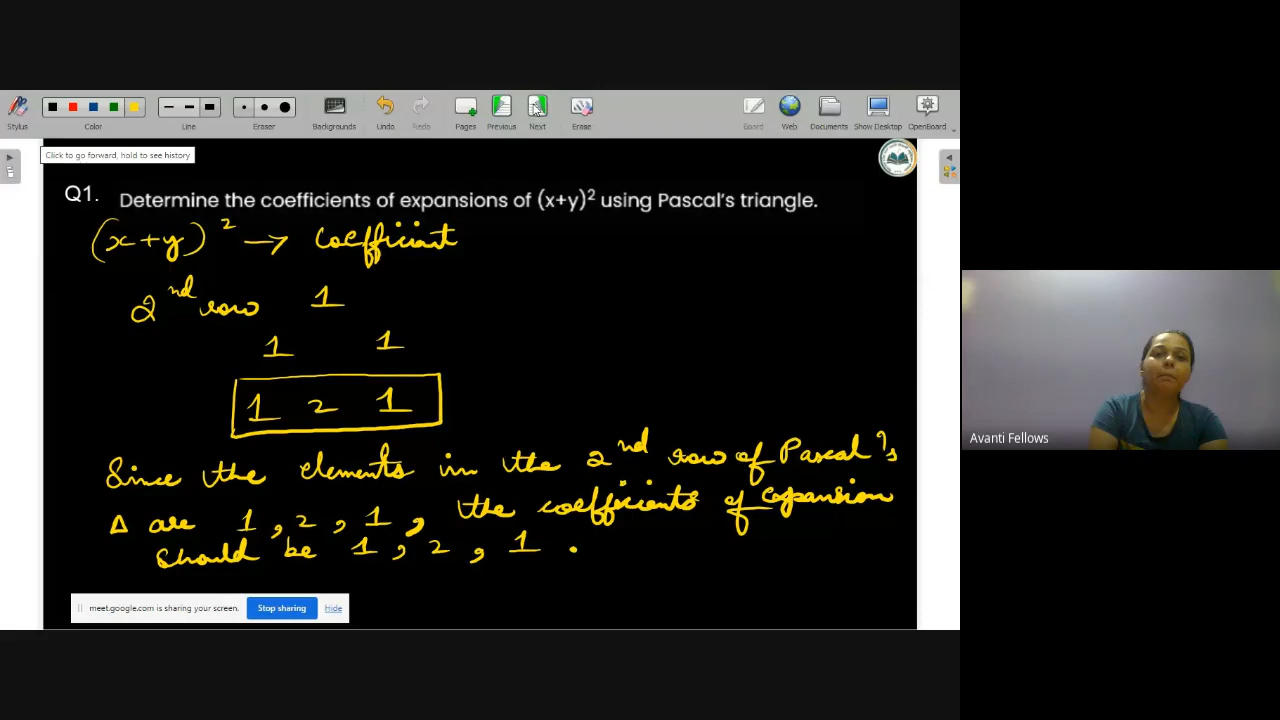 Stylus
Color
Line
Eraser
Backgrounds
Undo
Redo
Pages
Previous
Next
Erase
Board
Web
Documents
Show Desktop
OpenBoard
Click to go forward, hold to see history
Q1. Determine the coefficients of expansions of (x+y)² using Pascal's triangle.
(x+y)² → Coefficient
2nd row 1
1 1
1 2 1
Since the elements in the 2nd row of Pascal's
Δ are 1, 2, 1, the coefficients of expansion
should be 1, 2, 1.
meet.google.com is sharing your screen. Stop sharing Hide
Avanti Fellows